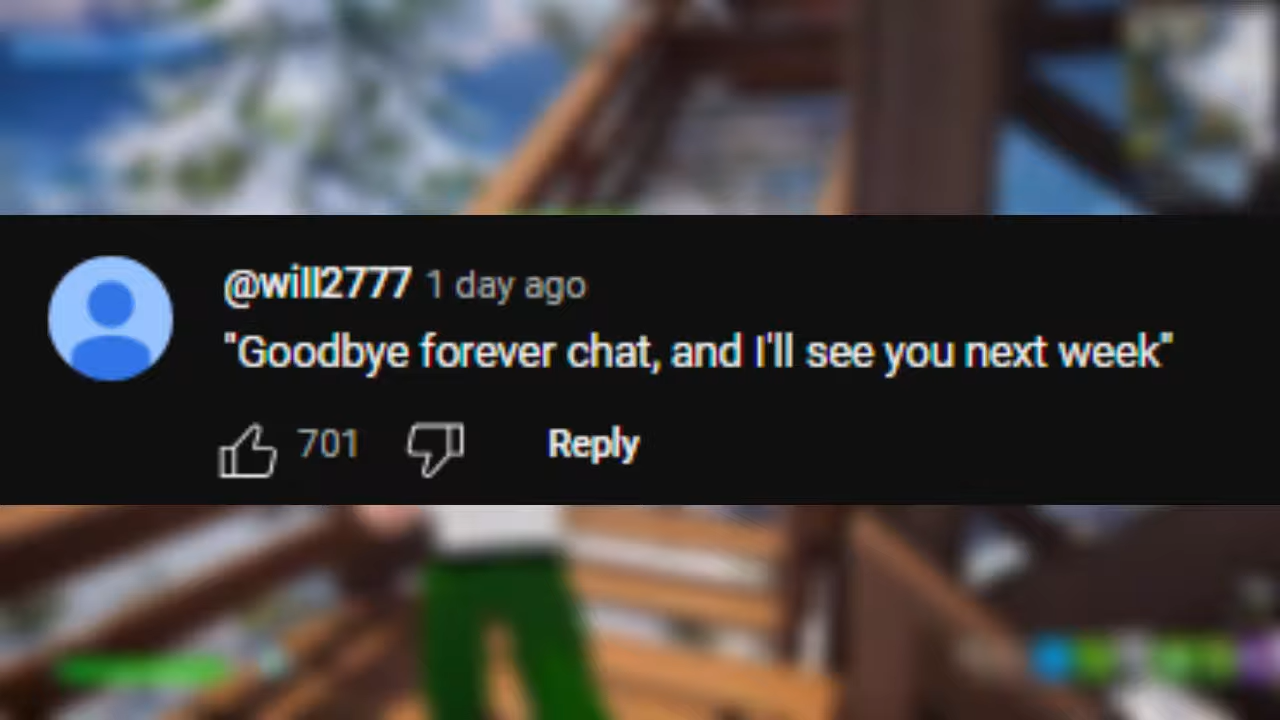 @will2777 1 day ago
"Goodbye forever chat, and I'll see you next week"
701 Reply